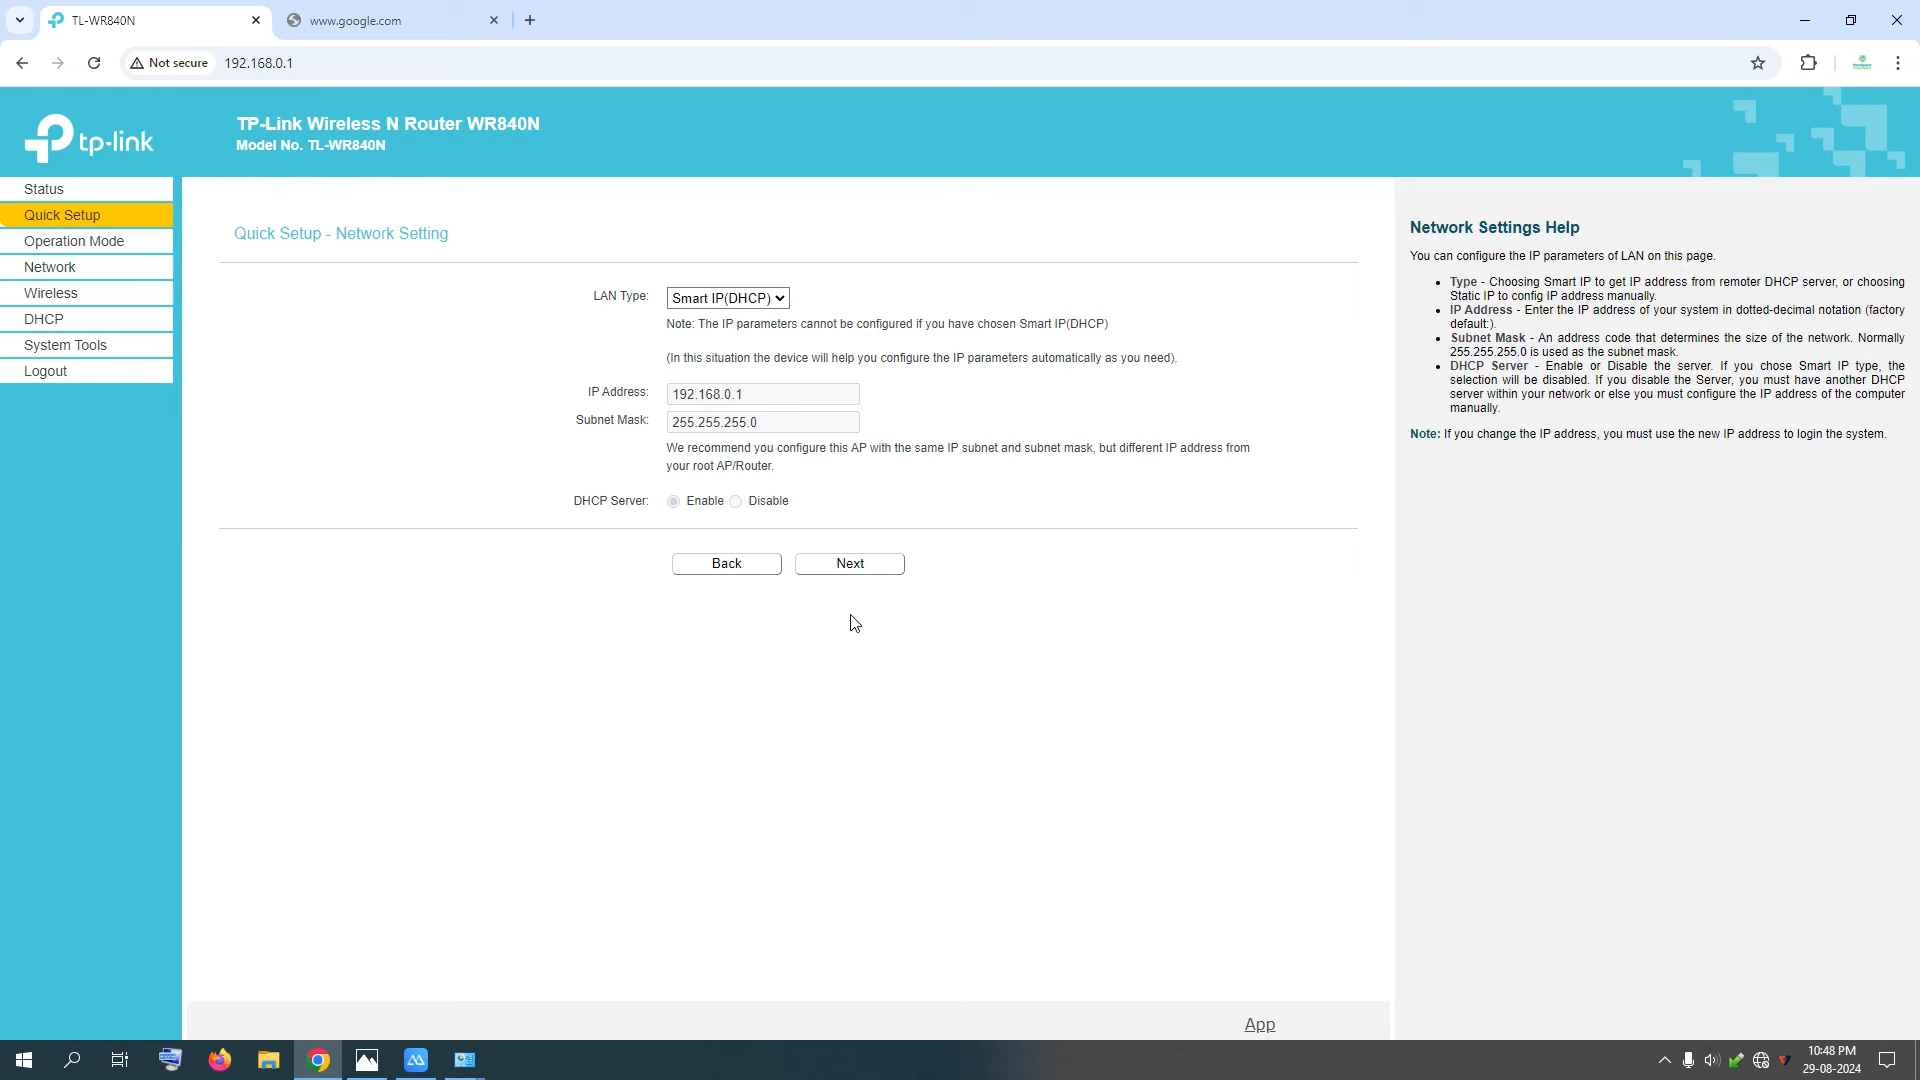 TL-WR840N
www.google.com
Not secure
192.168.0.1
tp-link
TP-Link Wireless N Router WR840N
Model No. TL-WR840N
Status
Quick Setup
Operation Mode
Network
Wireless
DHCP
System Tools
Logout
Quick Setup - Network Setting
LAN Type: Smart IP(DHCP)
Note: The IP parameters cannot be configured if you have chosen Smart IP(DHCP)
(In this situation the device will help you configure the IP parameters automatically as you need).
IP Address: 192.168.0.1
Subnet Mask: 255.255.255.0
We recommend you configure this AP with the same IP subnet and subnet mask, but different IP address from
your root AP/Router.
DHCP Server: Enable Disable
Back Next
Network Settings Help
You can configure the IP parameters of LAN on this page.
Type - Choosing Smart IP to get IP address from remoter DHCP server, or choosing
Static IP to config IP address manually.
IP Address - Enter the IP address of your system in dotted-decimal notation (factory
default:).
Subnet Mask - An address code that determines the size of the network. Normally
255.255.255.0 is used as the subnet mask.
DHCP Server - Enable or Disable the server. If you chose Smart IP type, the
selection will be disabled. If you disable the Server, you must have another DHCP
server within your network or else you must configure the IP address of the computer
manually.
Note: If you change the IP address, you must use the new IP address to login the system.
App
10:48 PM
29-08-2024